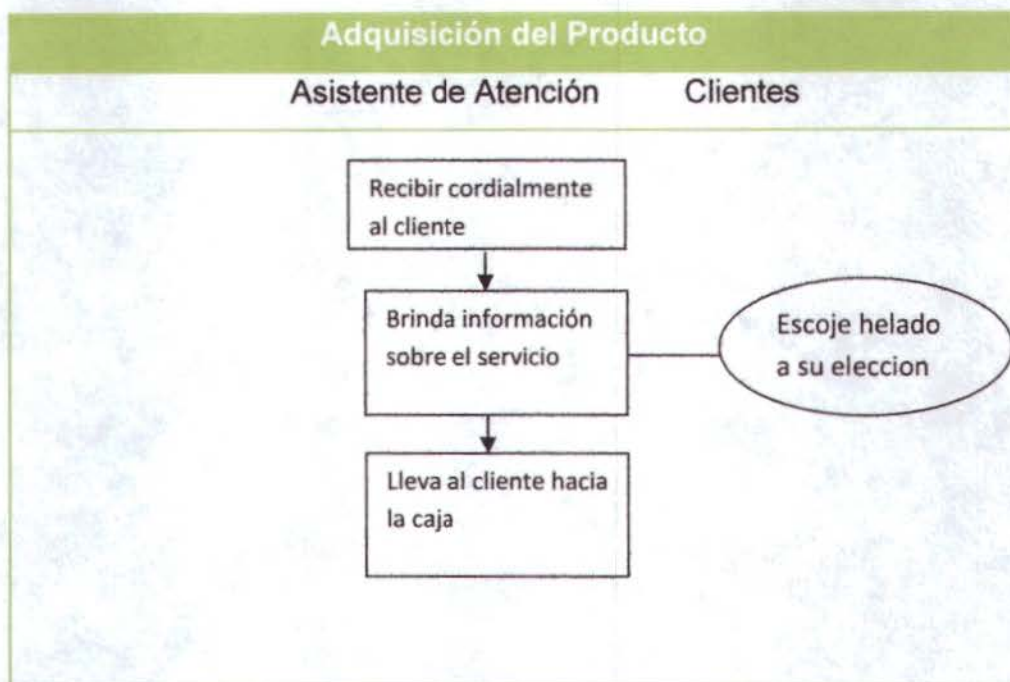 Adquisición del Producto
Asistente de Atención Clientes
Recibir cordialmente
al cliente
Brinda información
sobre el servicio
Escoje helado
a su eleccion
Lleva al cliente hacia
la caja